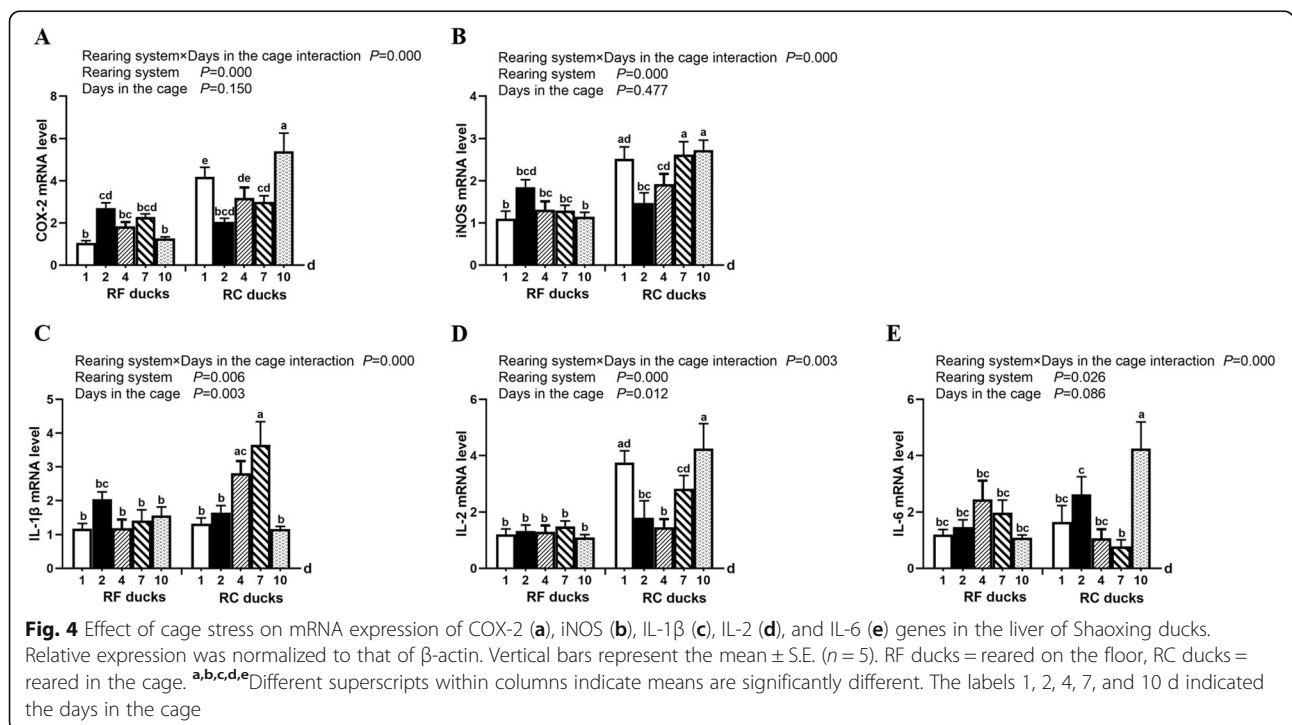 A
Rearing system×Days in the cage interaction P=0.000
Rearing system P=0.000
Days in the cage P=0.150
COX-2 mRNA level
8
6
4
2
0
b cd bc bcd b e bcd de cd a
1 2 4 7 10 1 2 4 7 10 d
RF ducks RC ducks
B
Rearing system×Days in the cage interaction P=0.000
Rearing system P=0.000
Days in the cage P=0.477
iNOS mRNA level
4
3
2
1
0
b bcd bc bc b ad bc cd a a
1 2 4 7 10 1 2 4 7 10 d
RF ducks RC ducks
C
Rearing system×Days in the cage interaction P=0.000
Rearing system P=0.006
Days in the cage P=0.003
IL-1β mRNA level
5
4
3
2
1
0
b bc b b b b b ac a b
1 2 4 7 10 1 2 4 7 10 d
RF ducks RC ducks
D
Rearing system×Days in the cage interaction P=0.003
Rearing system P=0.000
Days in the cage P=0.012
IL-2 mRNA level
6
4
2
0
b b b b b ad bc b cd a
1 2 4 7 10 1 2 4 7 10 d
RF ducks RC ducks
E
Rearing system×Days in the cage interaction P=0.000
Rearing system P=0.026
Days in the cage P=0.086
IL-6 mRNA level
6
4
2
0
bc bc bc bc bc bc c bc b a
1 2 4 7 10 1 2 4 7 10 d
RF ducks RC ducks
Fig. 4 Effect of cage stress on mRNA expression of COX-2 (a), iNOS (b), IL-1β (c), IL-2 (d), and IL-6 (e) genes in the liver of Shaoxing ducks.
Relative expression was normalized to that of β-actin. Vertical bars represent the mean ± S.E. (n = 5). RF ducks = reared on the floor, RC ducks =
reared in the cage. a,b,c,d,eDifferent superscripts within columns indicate means are significantly different. The labels 1, 2, 4, 7, and 10 d indicated
the days in the cage